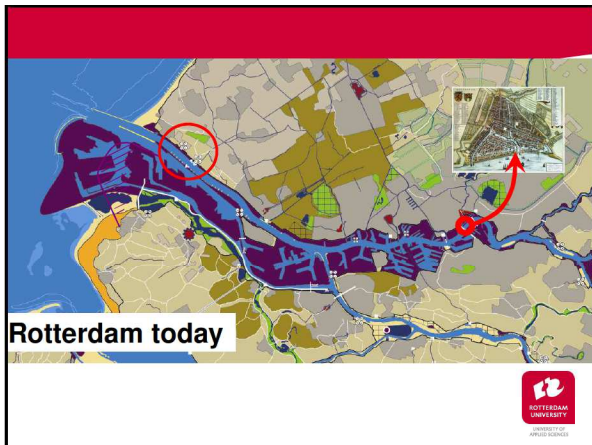 Rotterdam today
ROTTERDAM
UNIVERSITY
UNIVERSITY OF
APPLIED SCIENCES